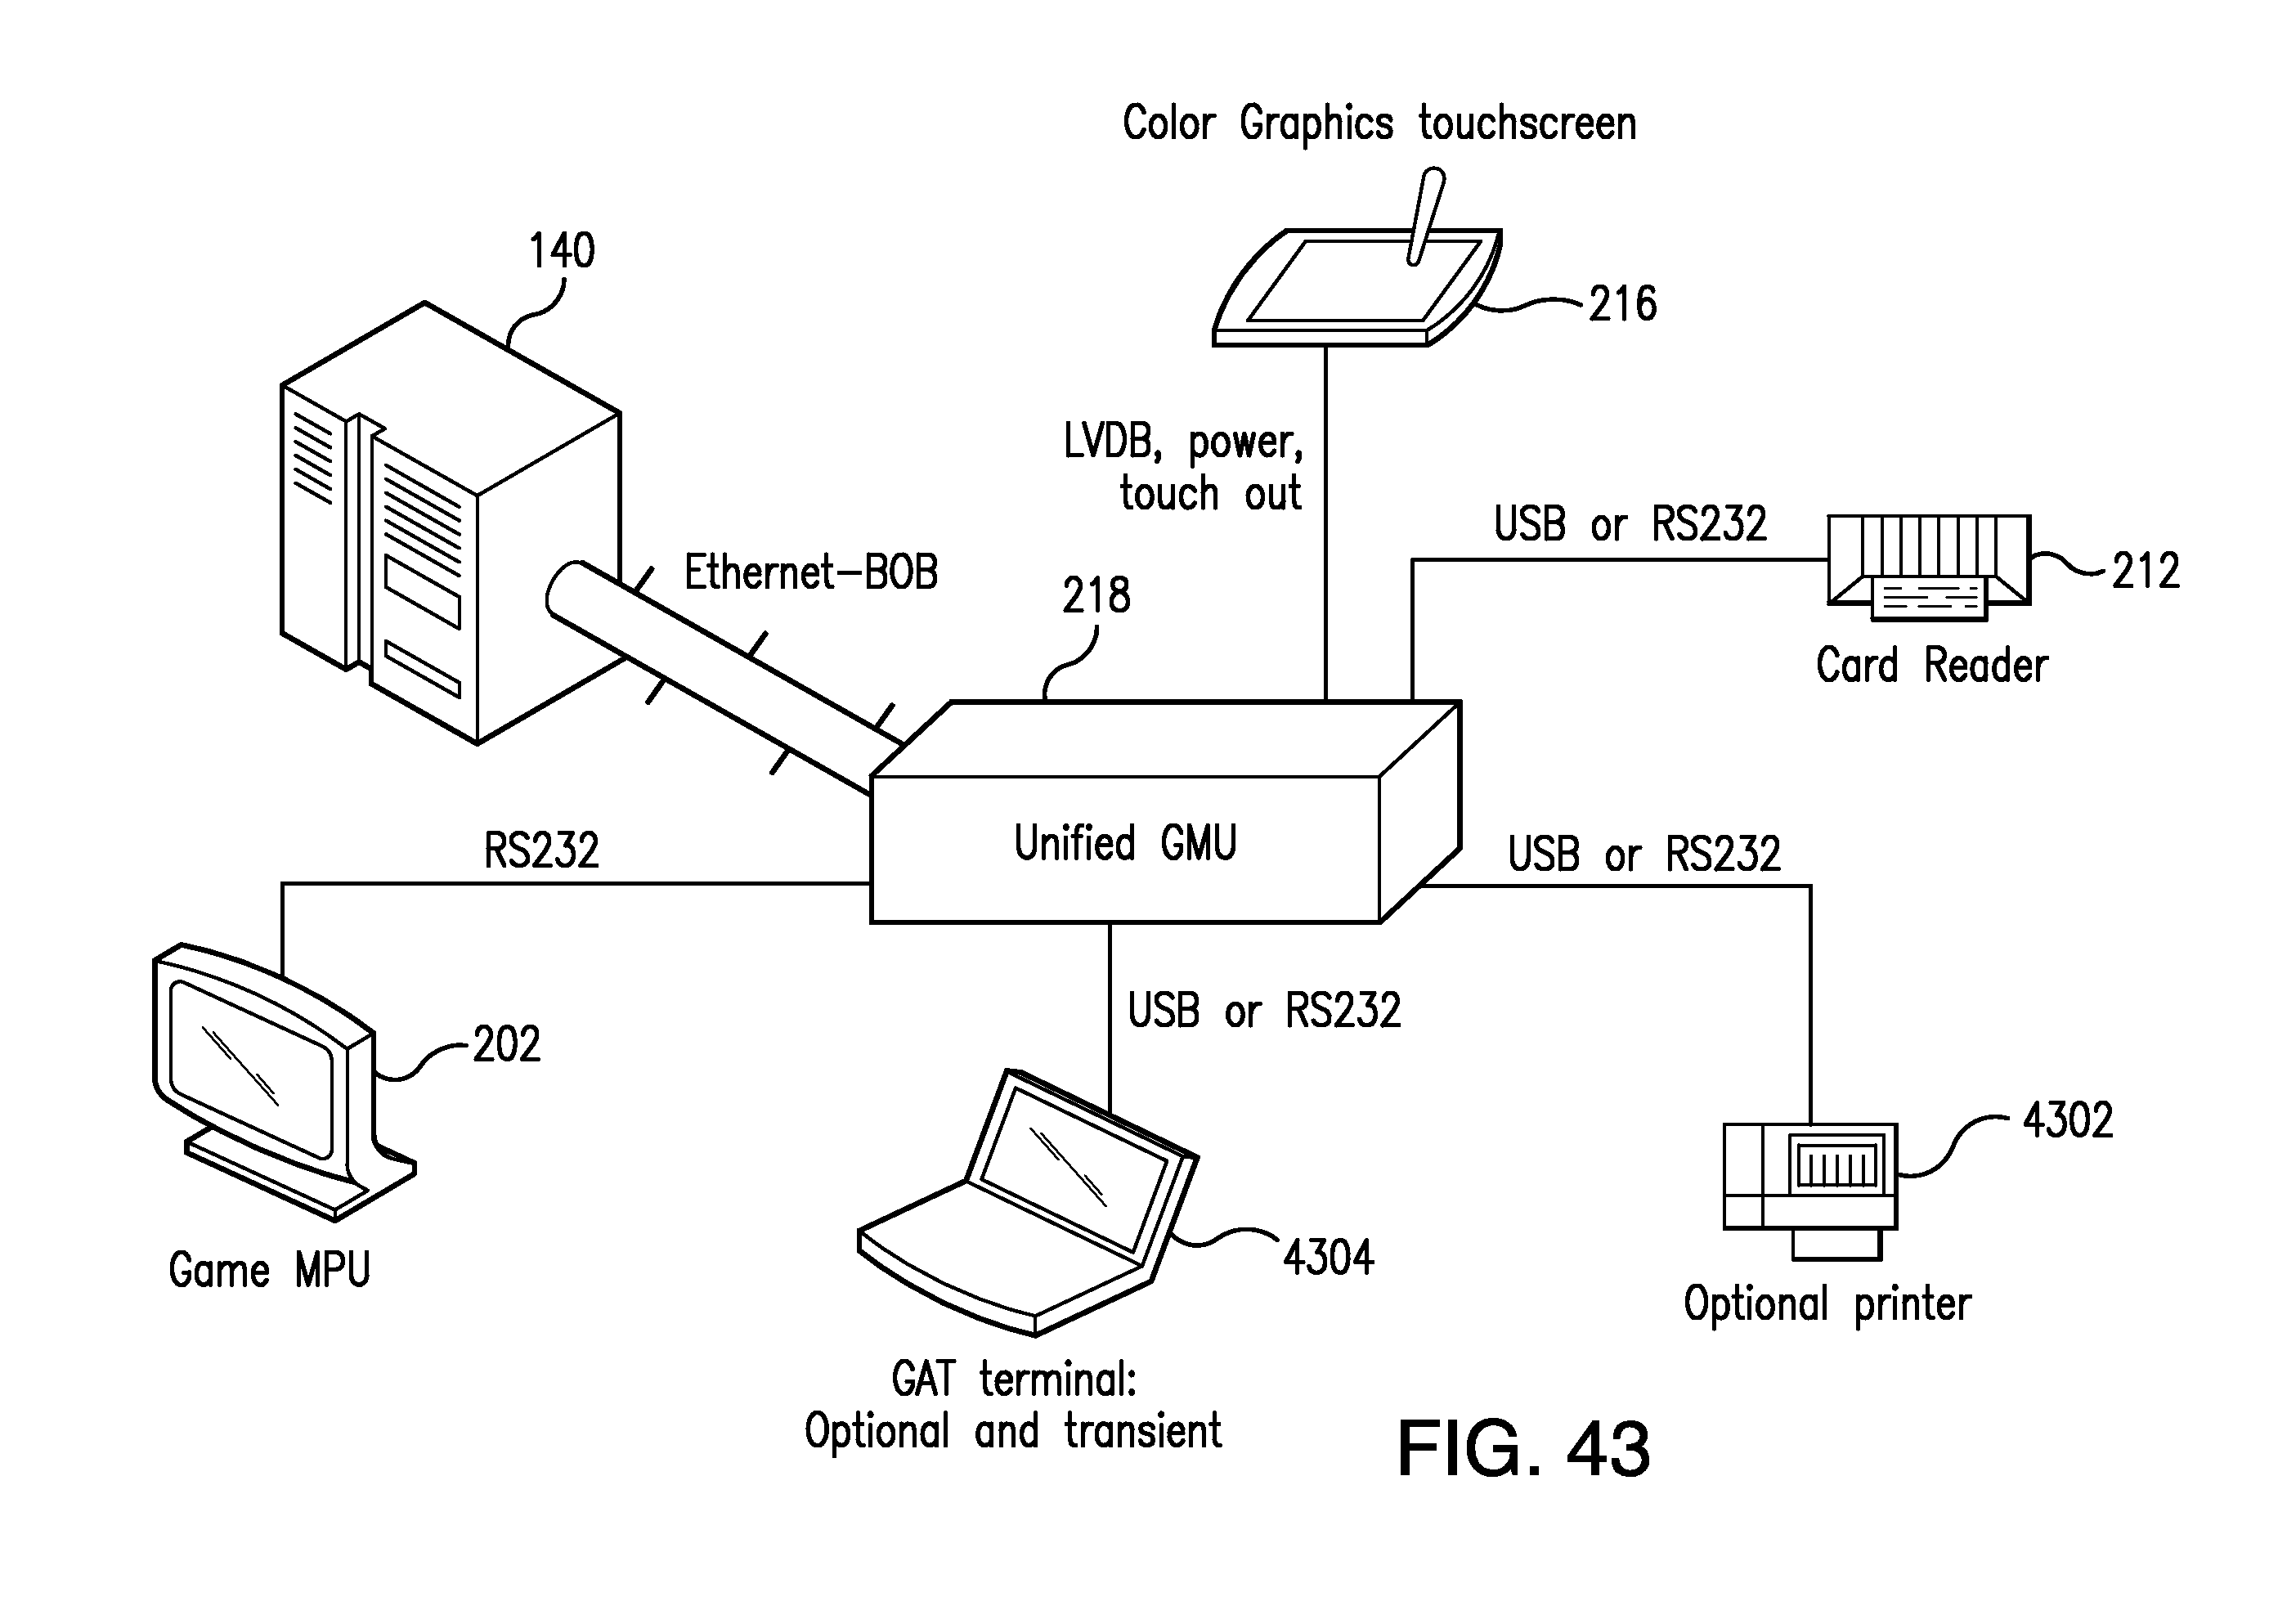 Color Graphics touchscreen
140
216
LVDB, power,
touch out
USB or RS232
Ethernet-BOB
218
212
Card Reader
Unified GMU
RS232
USB or RS232
USB or RS232
202
4302
4304
Game MPU
Optional printer
GAT terminal:
Optional and transient
FIG. 43